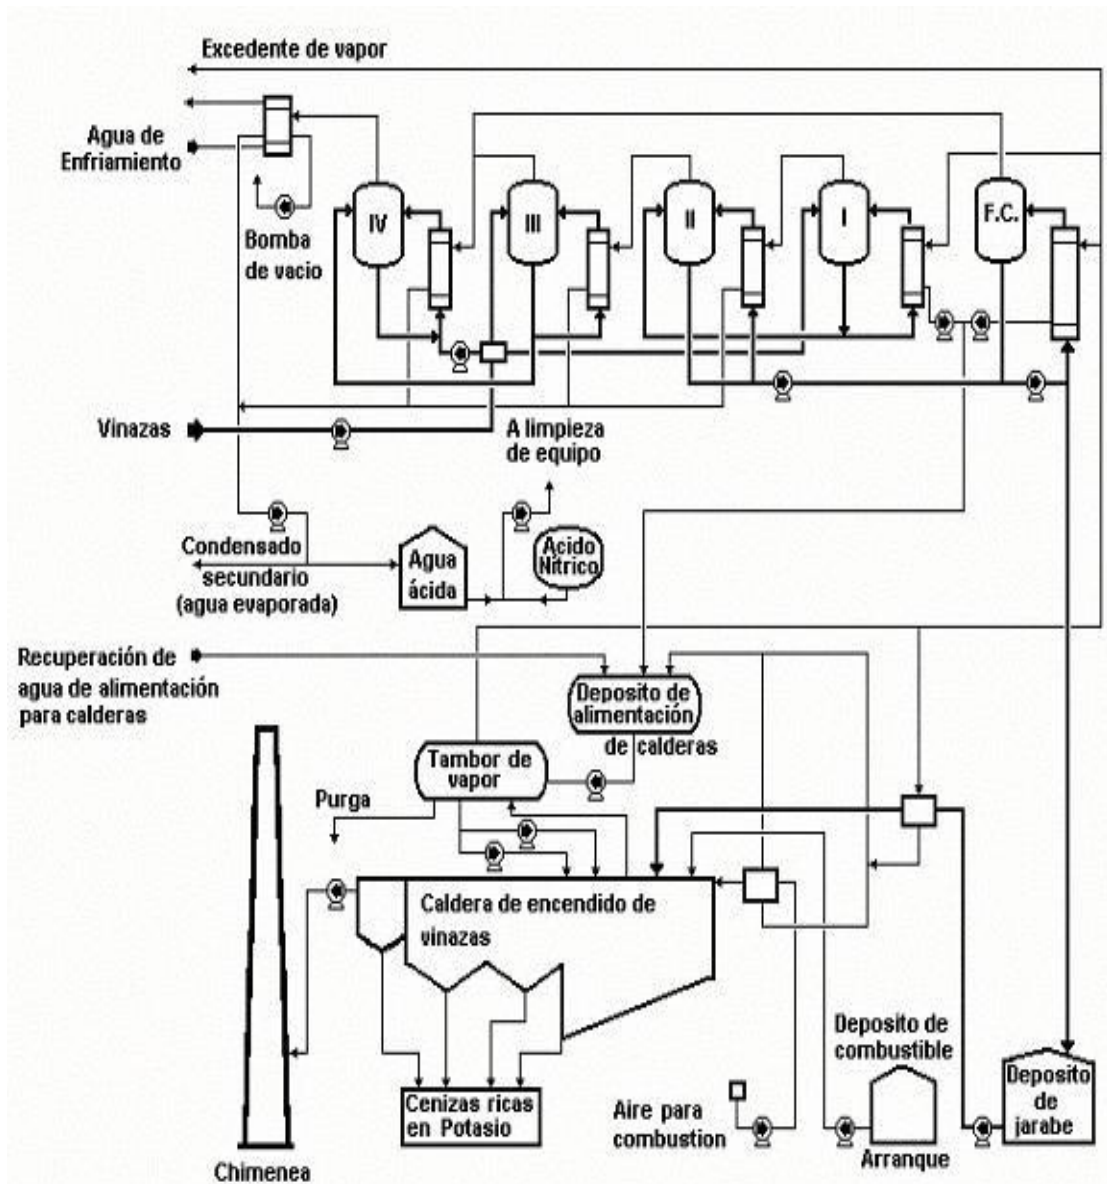 Excedente de vapor
Agua de
Enfriamiento
IV
III
II
I
F.C.
Bomba
de vacio
Vinazas
A limpieza
de equipo
Condensado
secundario
(agua evaporada)
Agua
ácida
Acido
Nítrico
Recuperación de
agua de alimentación
para calderas
Deposito de
alimentación
de calderas
Tambor de
vapor
Purga
Caldera de encendido de
vinazas
Deposito de
combustible
Deposito
de
jarabe
Cenizas ricas
en Potasio
Aire para
combustion
Arranque
Chimenea